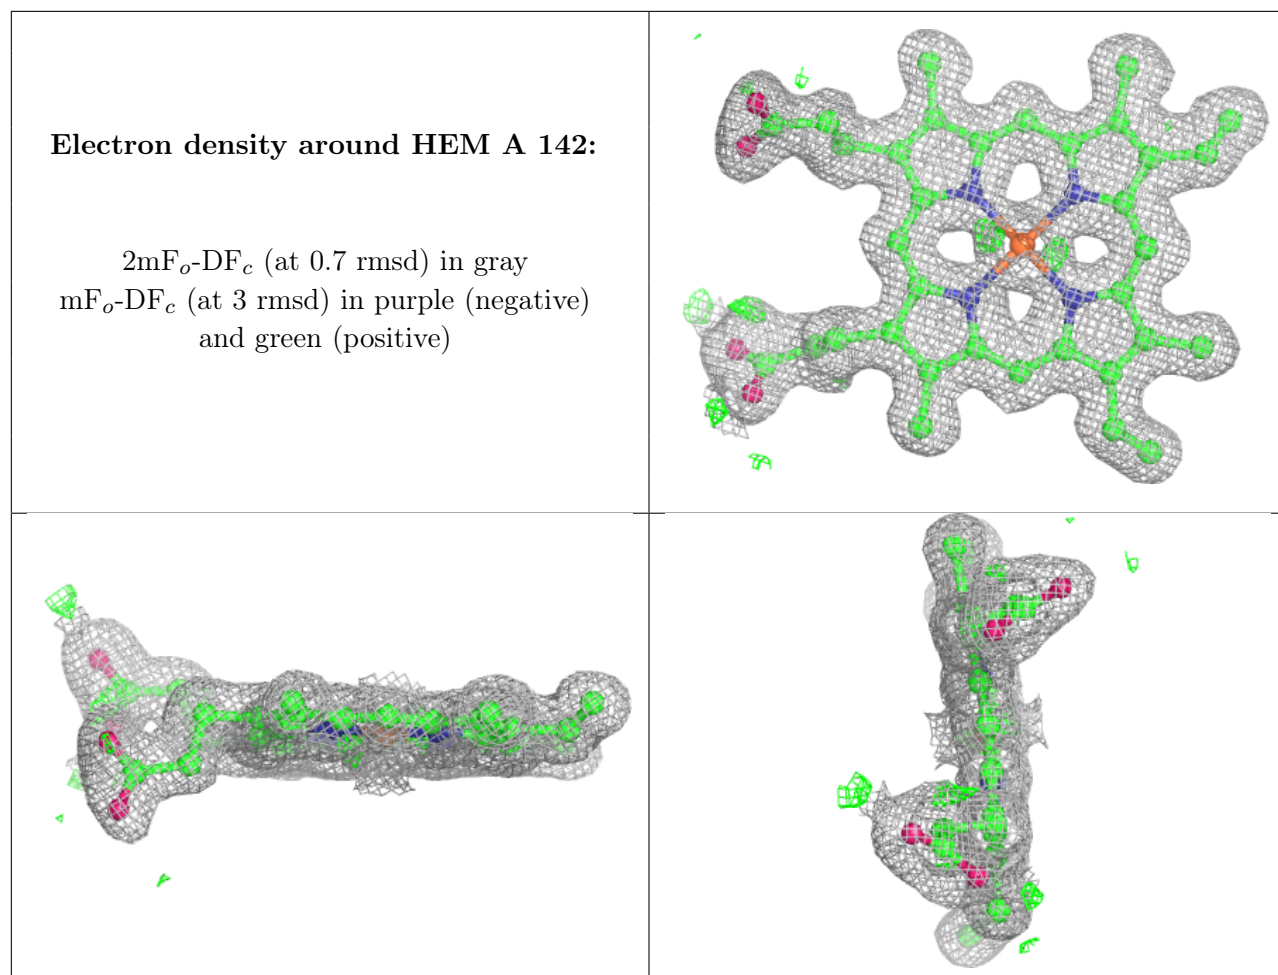 Electron density around HEM A 142:
2mFo-DFc (at 0.7 rmsd) in gray
mFo-DFc (at 3 rmsd) in purple (negative)
and green (positive)